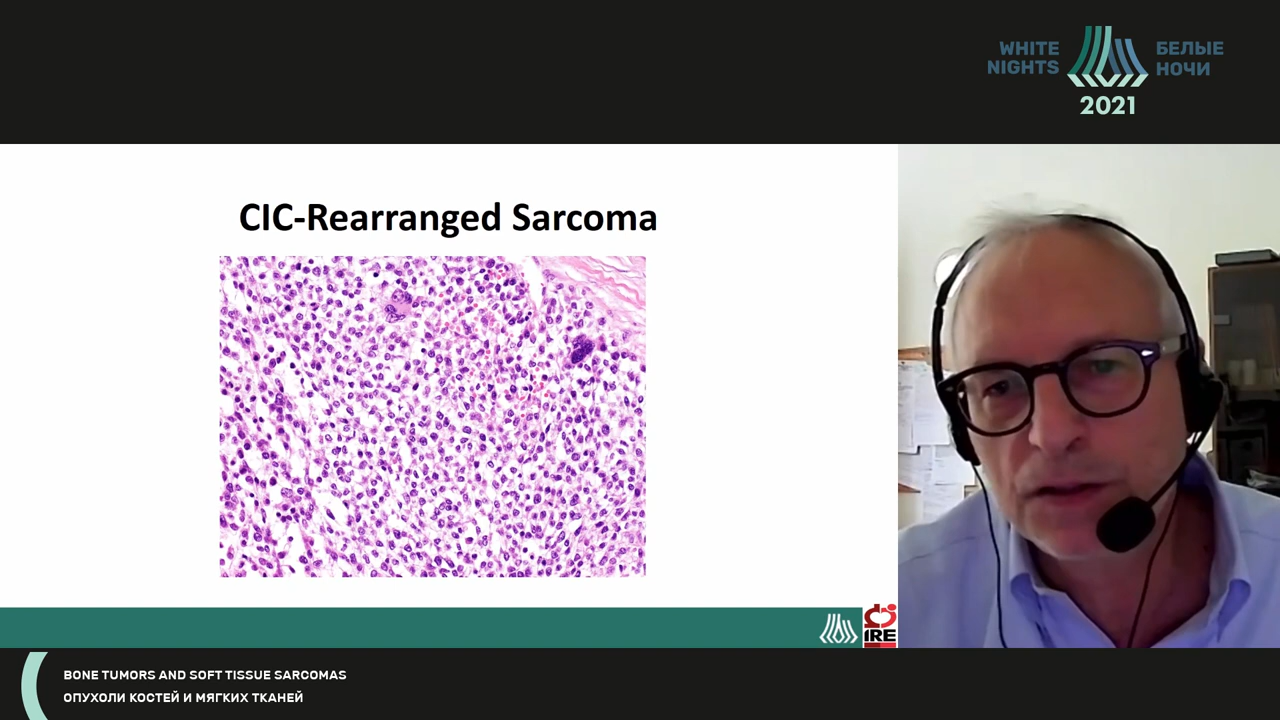 WHITE
NIGHTS
БЕЛЫЕ
НОЧИ
2021
CIC-Rearranged Sarcoma
IRE
BONE TUMORS AND SOFT TISSUE SARCOMAS
ОПУХОЛИ КОСТЕЙ И МЯГКИХ ТКАНЕЙ